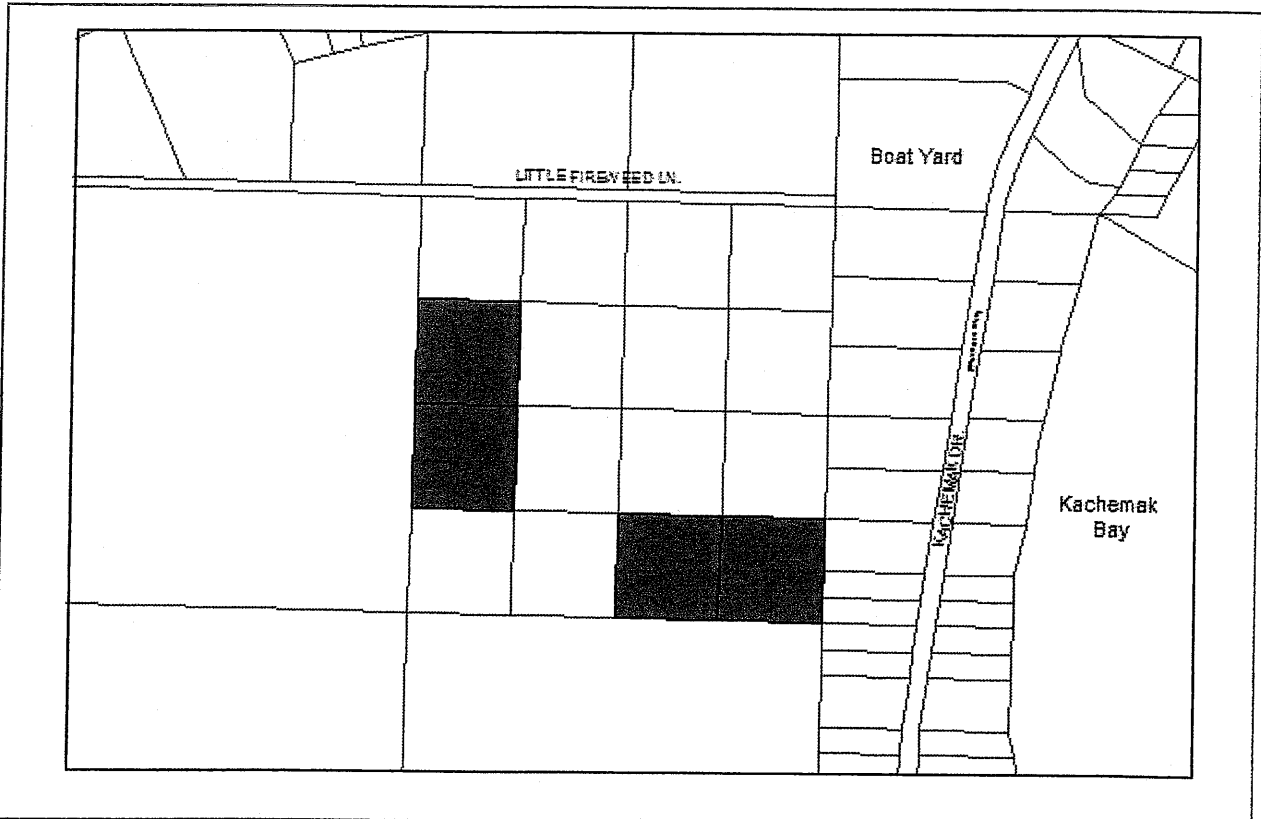 Boat Yard
LITTLE FIREWEED LN.
KACHEMAK DR.
Kachemak
Bay